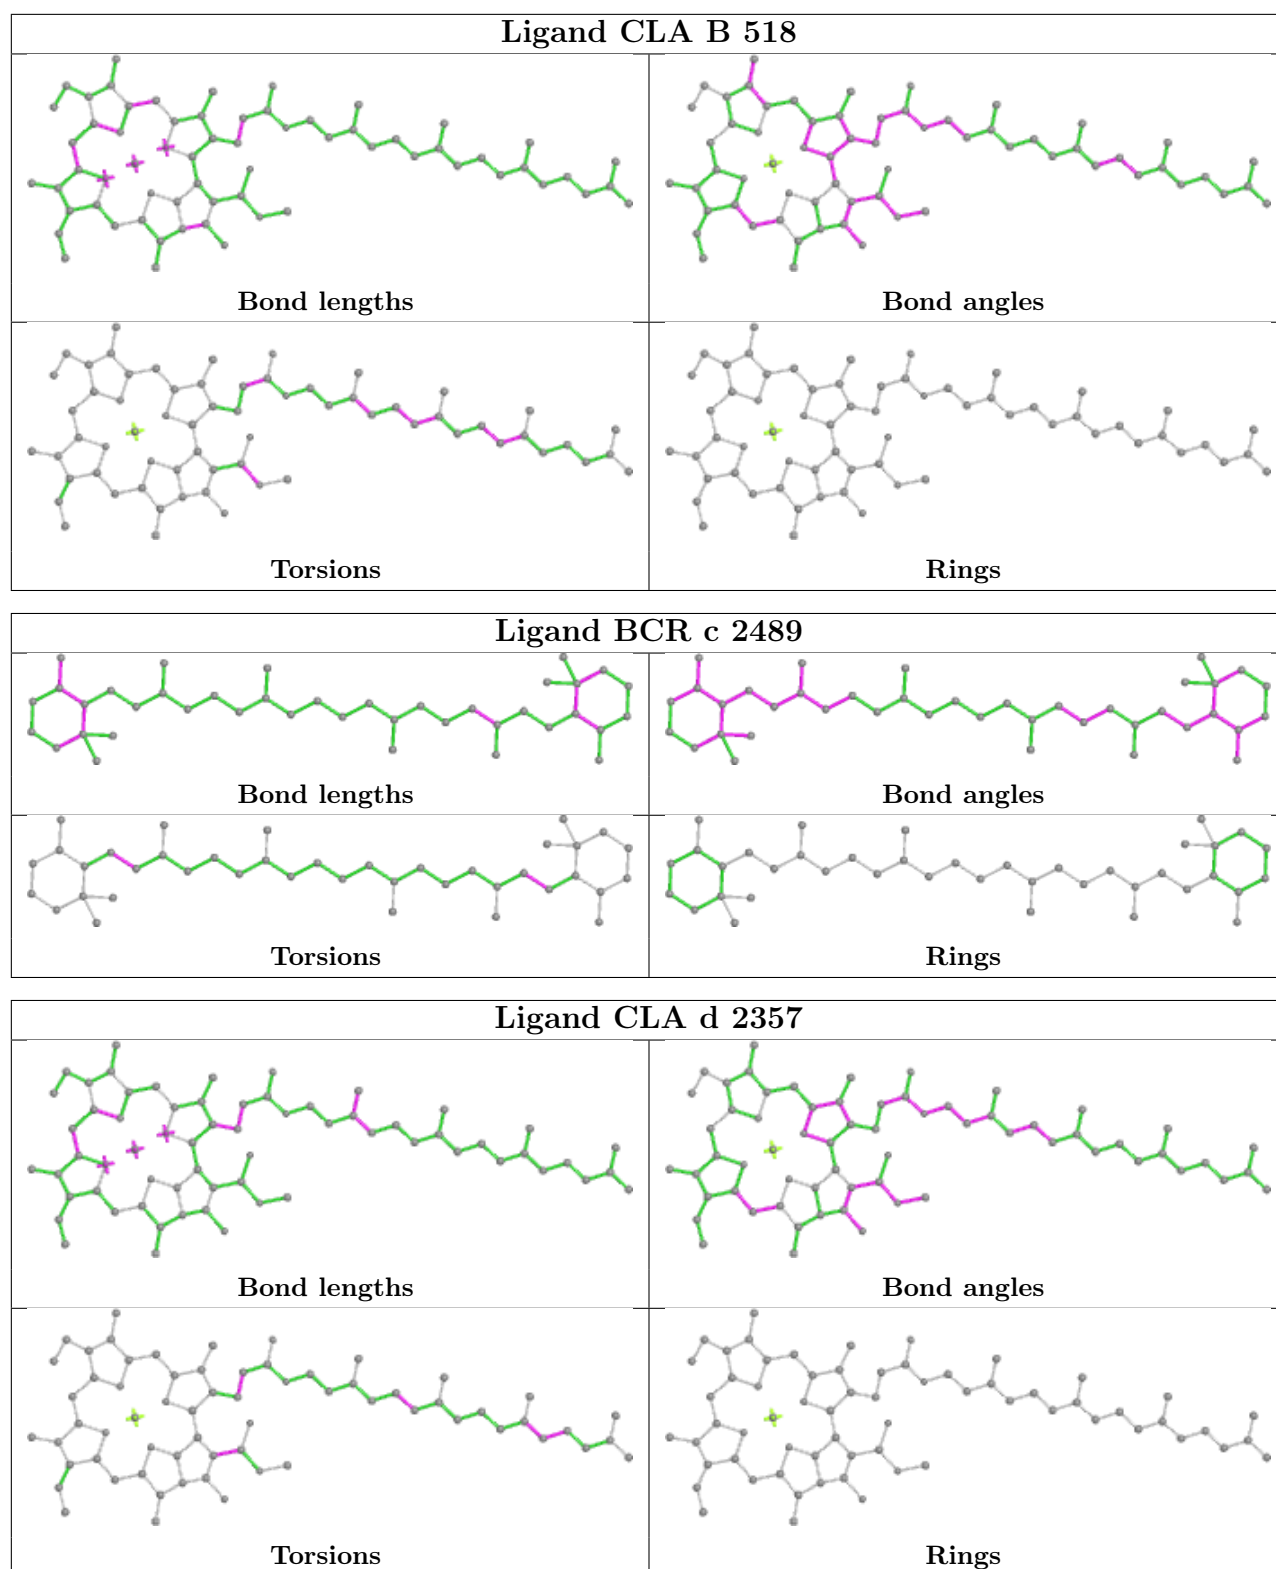 Ligand CLA B 518
Bond lengths
Bond angles
Torsions
Rings
Ligand BCR c 2489
Bond lengths
Bond angles
Torsions
Rings
Ligand CLA d 2357
Bond lengths
Bond angles
Torsions
Rings